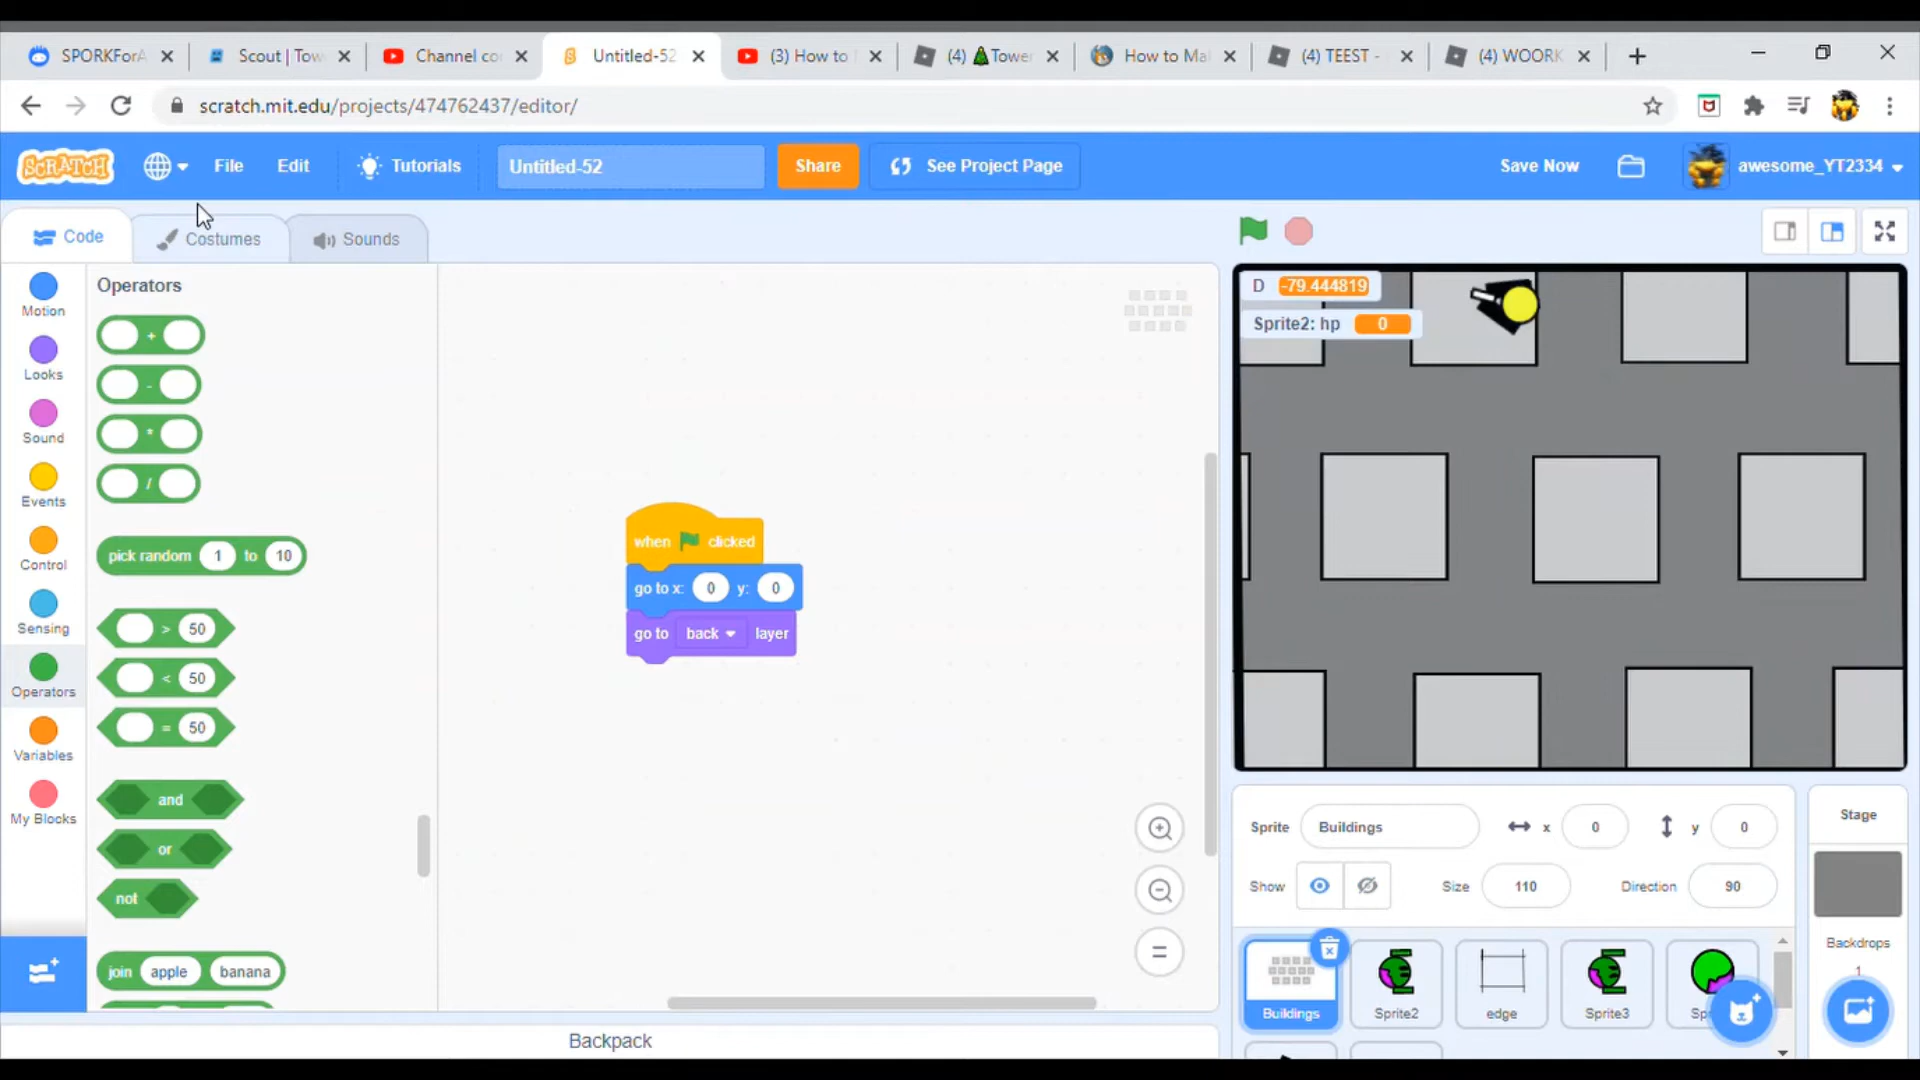 SPORKForA
Scout | Tow
Channel co
Untitled-52
(3) How to
(4) Tower
How to Ma
(4) TEEST -
(4) WOORK
scratch.mit.edu/projects/474762437/editor/
SCRATCH
File
Edit
Tutorials
Untitled-52
Share
See Project Page
Save Now
awesome_YT2334
Code
Costumes
Sounds
Motion
Looks
Sound
Events
Control
Sensing
Operators
Variables
My Blocks
Operators
+
-
*
/
pick random 1 to 10
> 50
< 50
= 50
and
or
not
join apple banana
when clicked
go to x: 0 y: 0
go to back layer
=
Backpack
D -79.444819
Sprite2: hp 0
Sprite Buildings x 0 y 0
Show Size 110 Direction 90
Buildings
Sprite2
edge
Sprite3
Sp
Stage
Backdrops
1